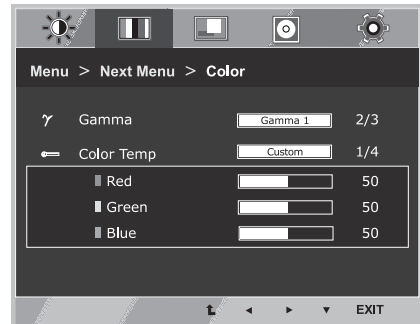 Menu > Next Menu > Color
γ Gamma Gamma 1 2/3
Color Temp Custom 1/4
Red 50
Green 50
Blue 50
EXIT